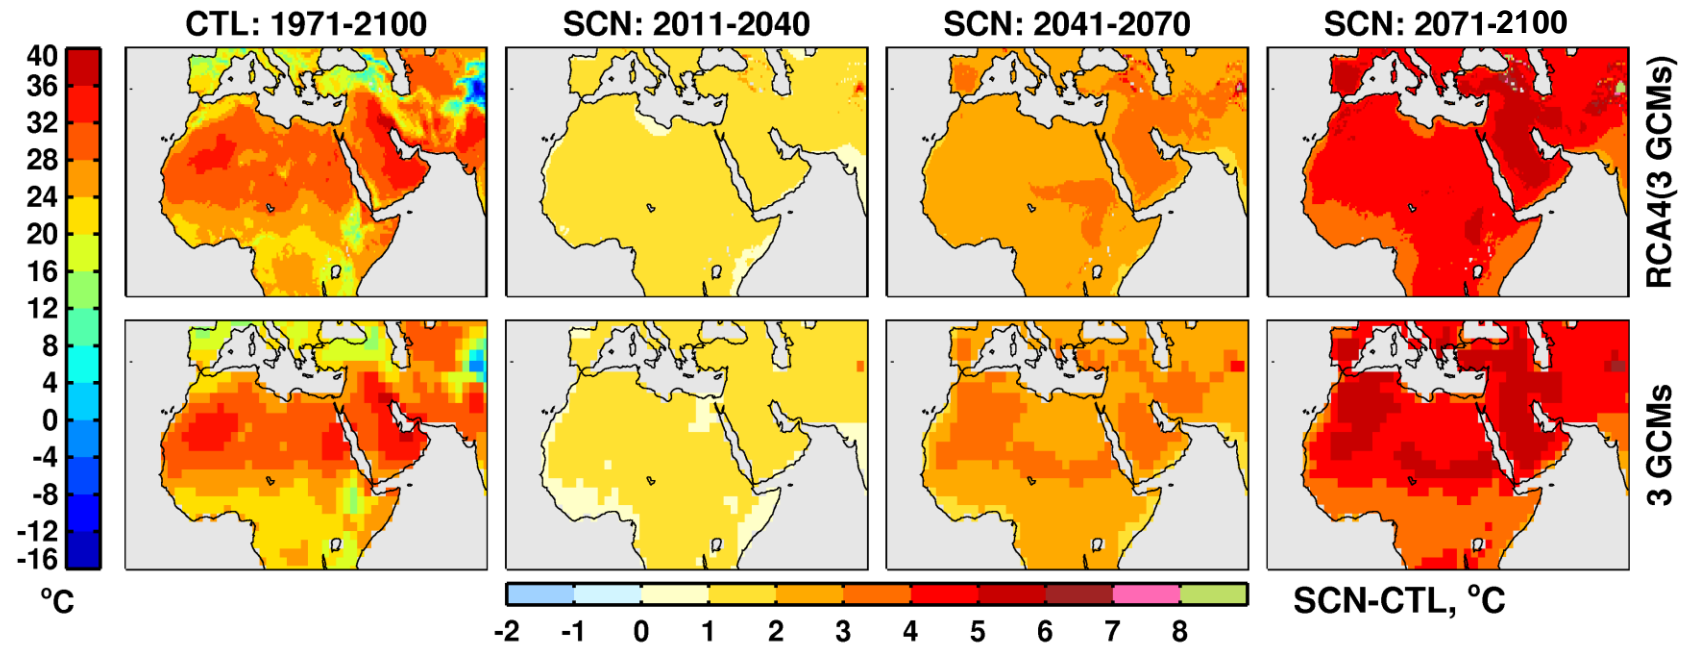 CTL: 1971-2100
SCN: 2011-2040
SCN: 2041-2070
SCN: 2071-2100
40
36
32
28
24
20
16
12
8
4
0
-4
-8
-12
-16
°C
RCA4(3 GCMs)
3 GCMs
-2 -1 0 1 2 3 4 5 6 7 8
SCN-CTL, °C